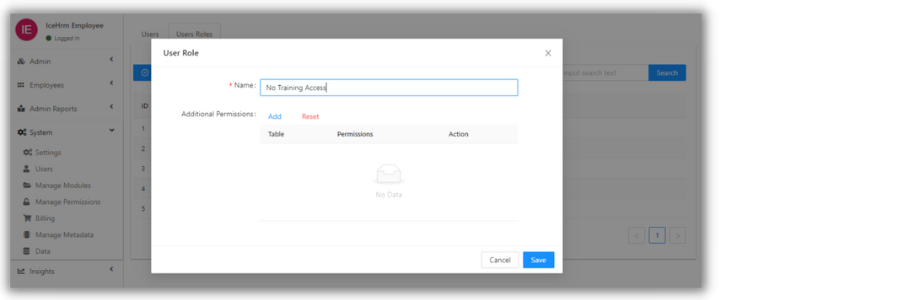 IE
IceHrm Employee
Logged In
Users
Users Roles
Admin
Employees
Admin Reports
System
Settings
Users
Manage Modules
Manage Permissions
Billing
Manage Metadata
Data
Insights
User Role
* Name:
No Training Access
Additional Permissions:
Add
Reset
Table
Permissions
Action
No Data
Cancel
Save
ID
1
2
3
4
5
input search text
Search
< 1 >